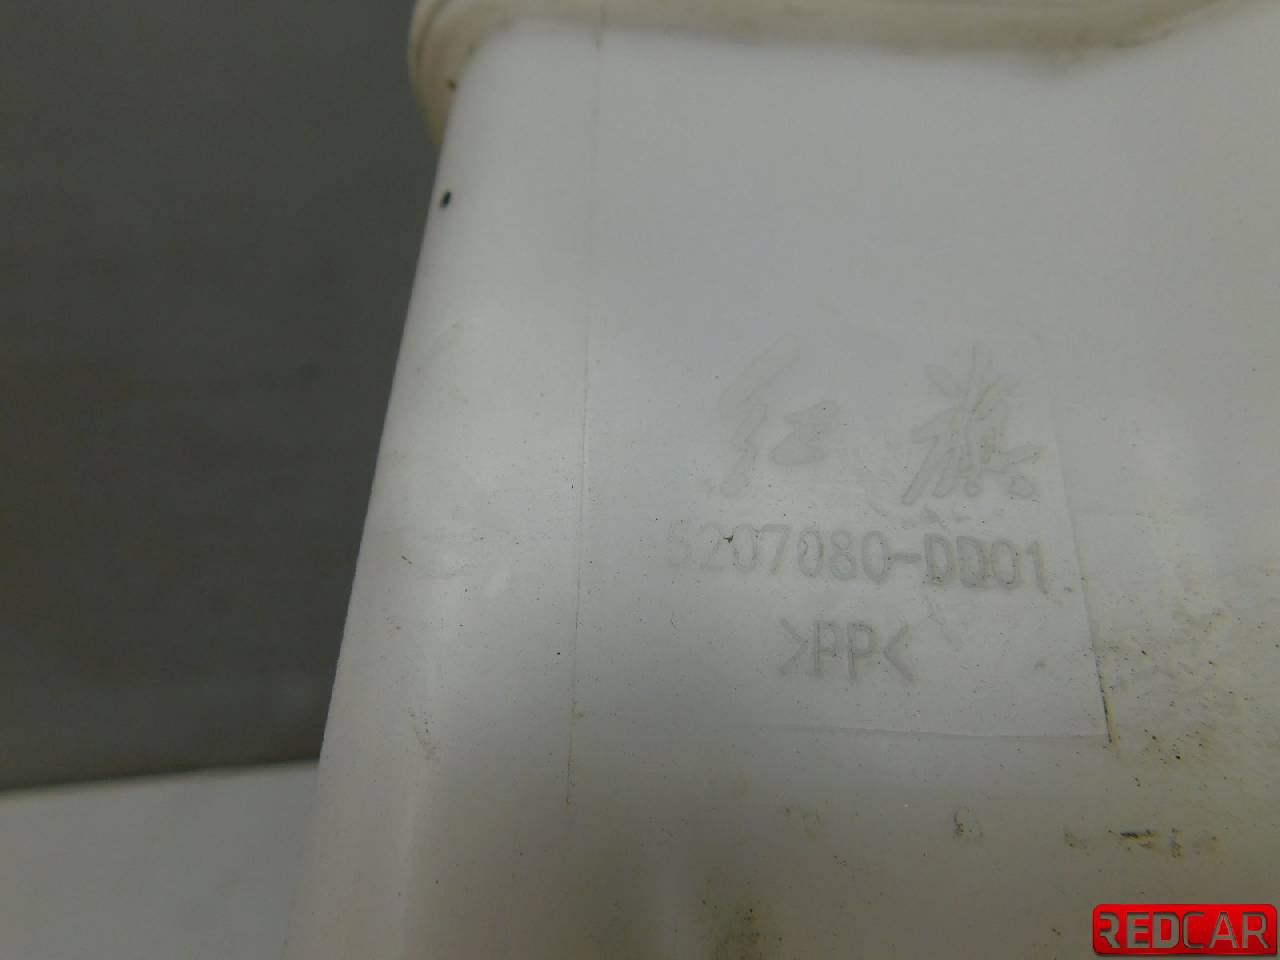 红旗
5207080-DD01
>PP<
REDCAR